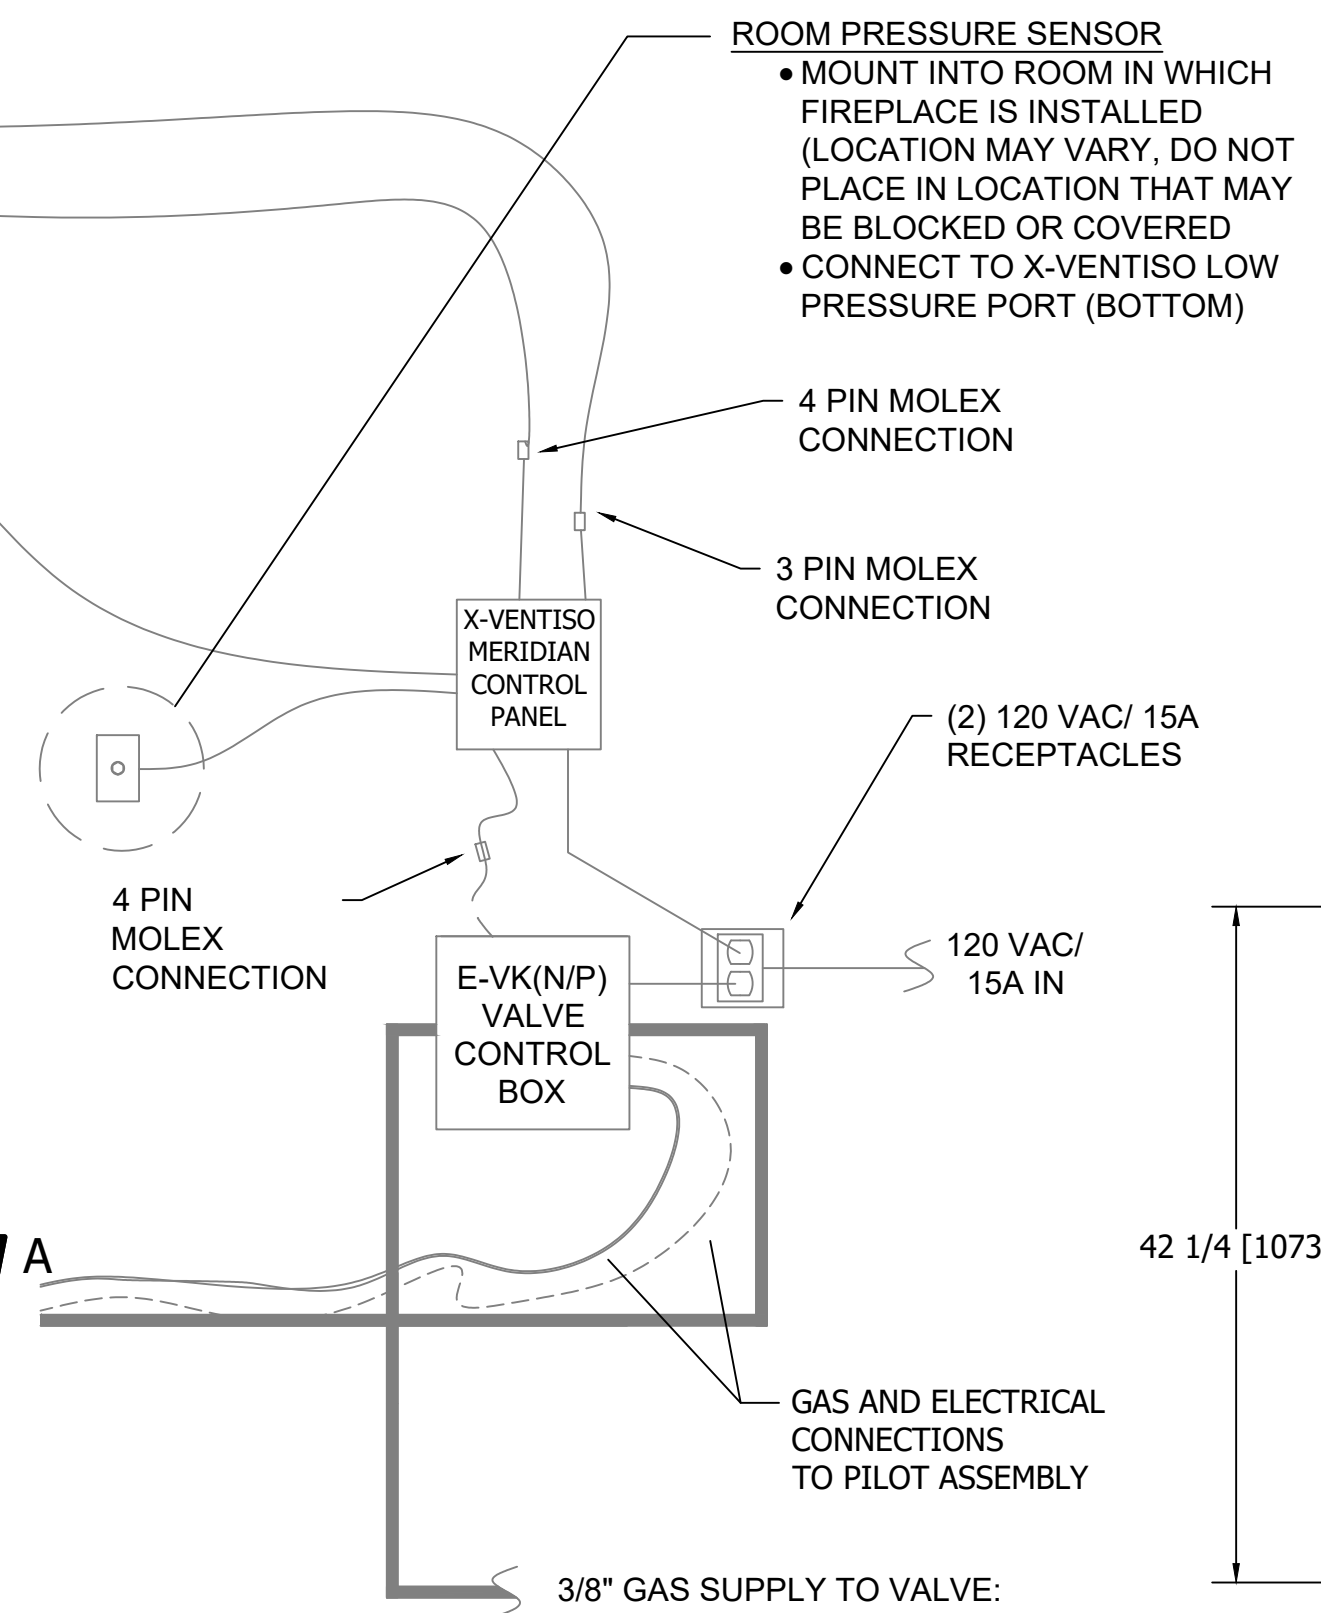 ROOM PRESSURE SENSOR
• MOUNT INTO ROOM IN WHICH
FIREPLACE IS INSTALLED
(LOCATION MAY VARY, DO NOT
PLACE IN LOCATION THAT MAY
BE BLOCKED OR COVERED
• CONNECT TO X-VENTISO LOW
PRESSURE PORT (BOTTOM)
4 PIN MOLEX
CONNECTION
3 PIN MOLEX
CONNECTION
X-VENTISO
MERIDIAN
CONTROL
PANEL
(2) 120 VAC/ 15A
RECEPTACLES
4 PIN
MOLEX
CONNECTION
120 VAC/
15A IN
E-VK(N/P)
VALVE
CONTROL
BOX
A
42 1/4 [1073
GAS AND ELECTRICAL
CONNECTIONS
TO PILOT ASSEMBLY
3/8" GAS SUPPLY TO VALVE: